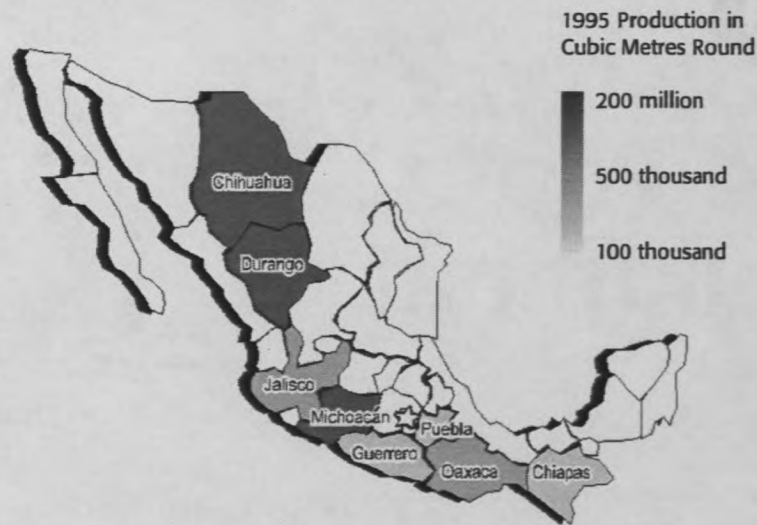 1995 Production in
Cubic Metres Round
200 million
500 thousand
100 thousand
Chihuahua
Durango
Jalisco
Michoacán
Puebla
Guerrero
Oaxaca
Chiapas